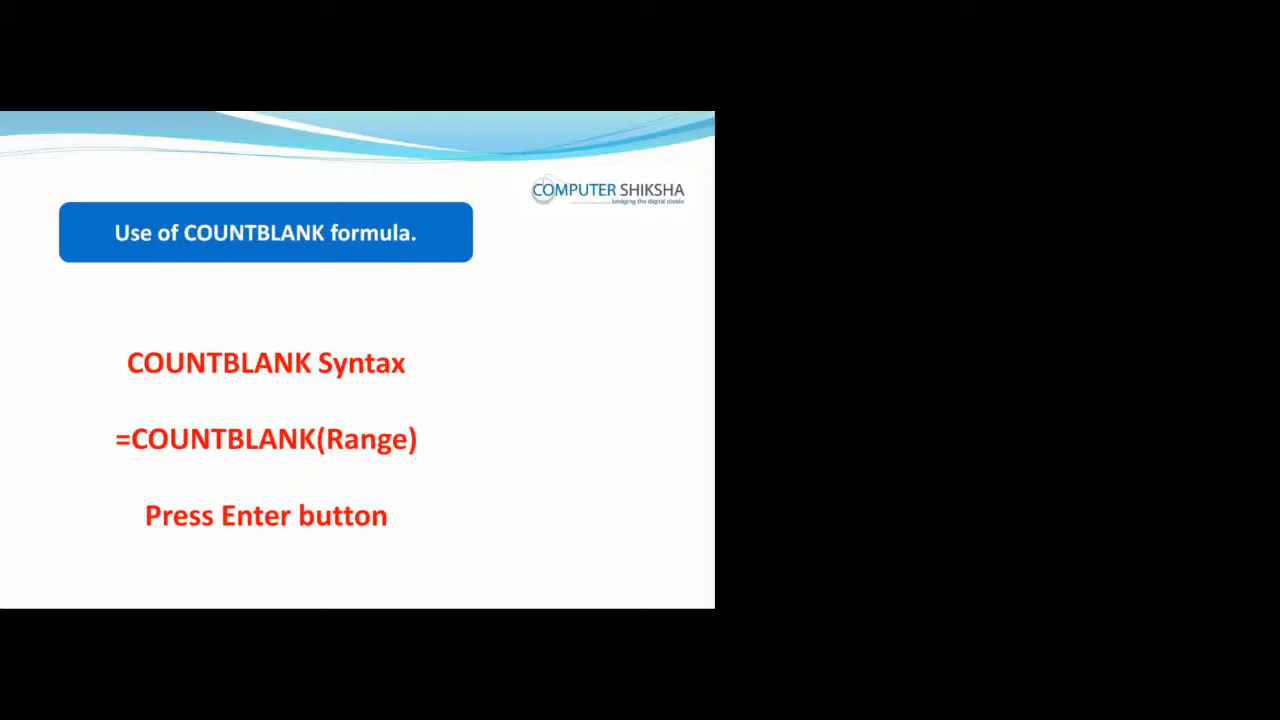 COMPUTER SHIKSHA
.............. bridging the digital divide
Use of COUNTBLANK formula.
COUNTBLANK Syntax
=COUNTBLANK(Range)
Press Enter button